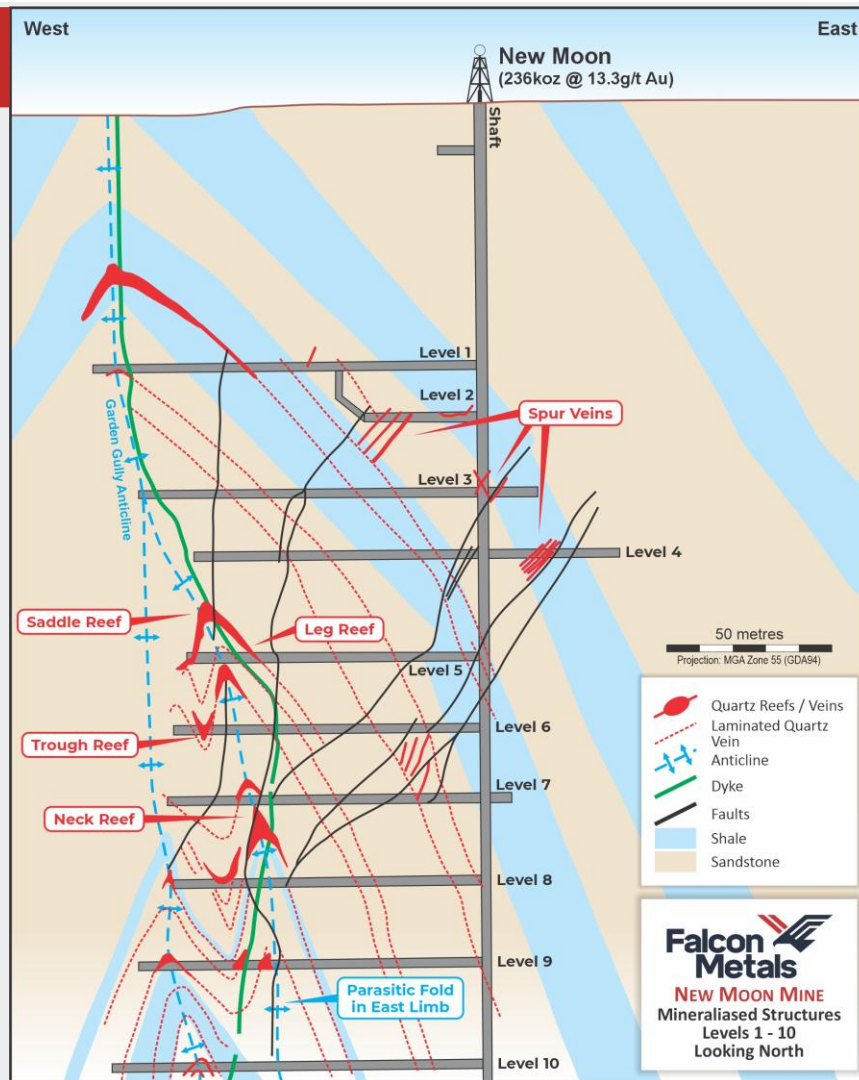 West
East
New Moon
(236koz @ 13.3g/t Au)
Shaft
Level 1
Level 2
Spur Veins
Garden Gully Anticline
Level 3
Level 4
Saddle Reef
Leg Reef
Level 5
Trough Reef
Level 6
Level 7
Neck Reef
Level 8
Level 9
Parasitic Fold
in East Limb
Level 10
50 metres
Projection: MGA Zone 55 (GDA94)
Quartz Reefs / Veins
Laminated Quartz
Vein
Anticline
Dyke
Faults
Shale
Sandstone
Falcon
Metals
NEW MOON MINE
Mineraliased Structures
Levels 1 - 10
Looking North